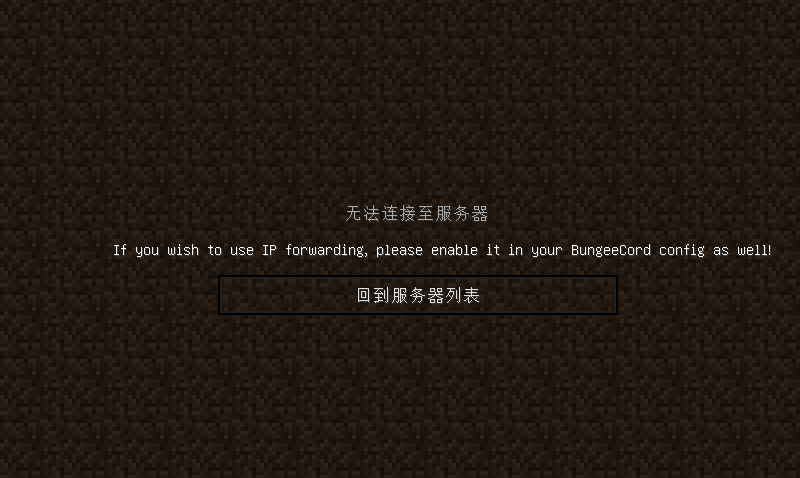 无法连接至服务器
If you wish to use IP forwarding, please enable it in your BungeeCord config as well!
回到服务器列表